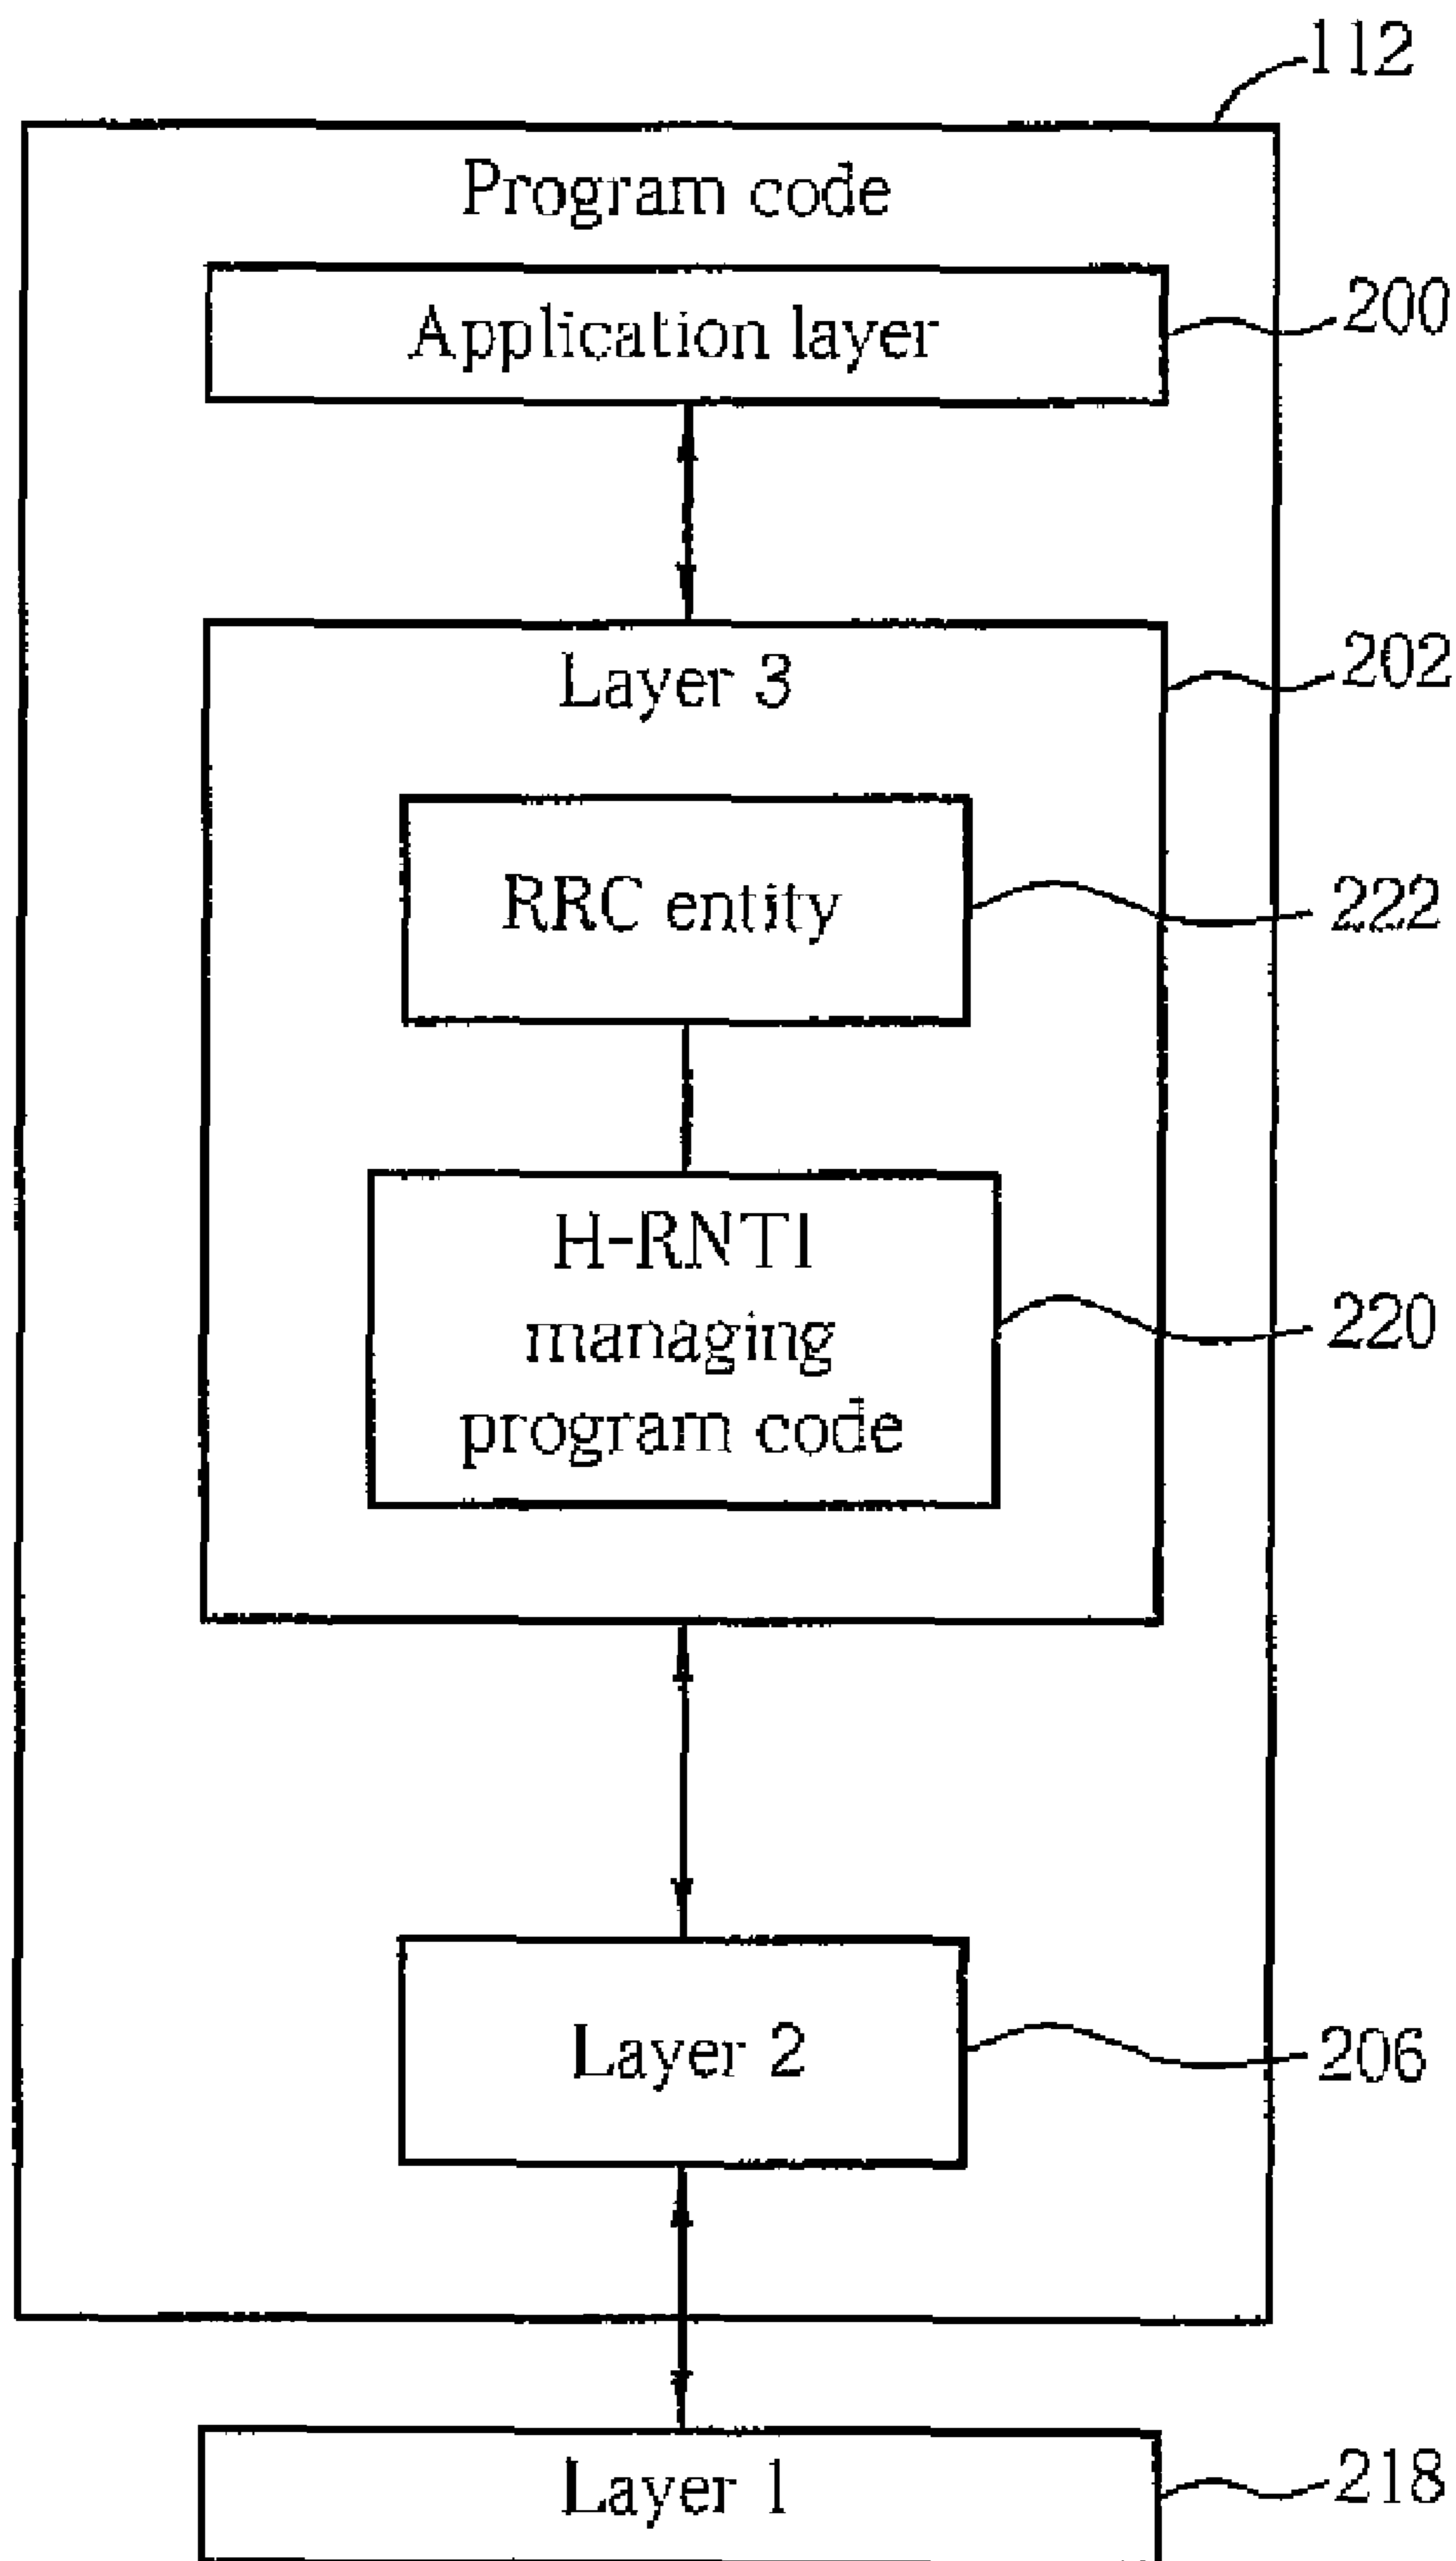 112
Program code
Application layer
200
Layer 3
202
RRC entity
222
H-RNTI
managing
program code
220
Layer 2
206
Layer 1
218